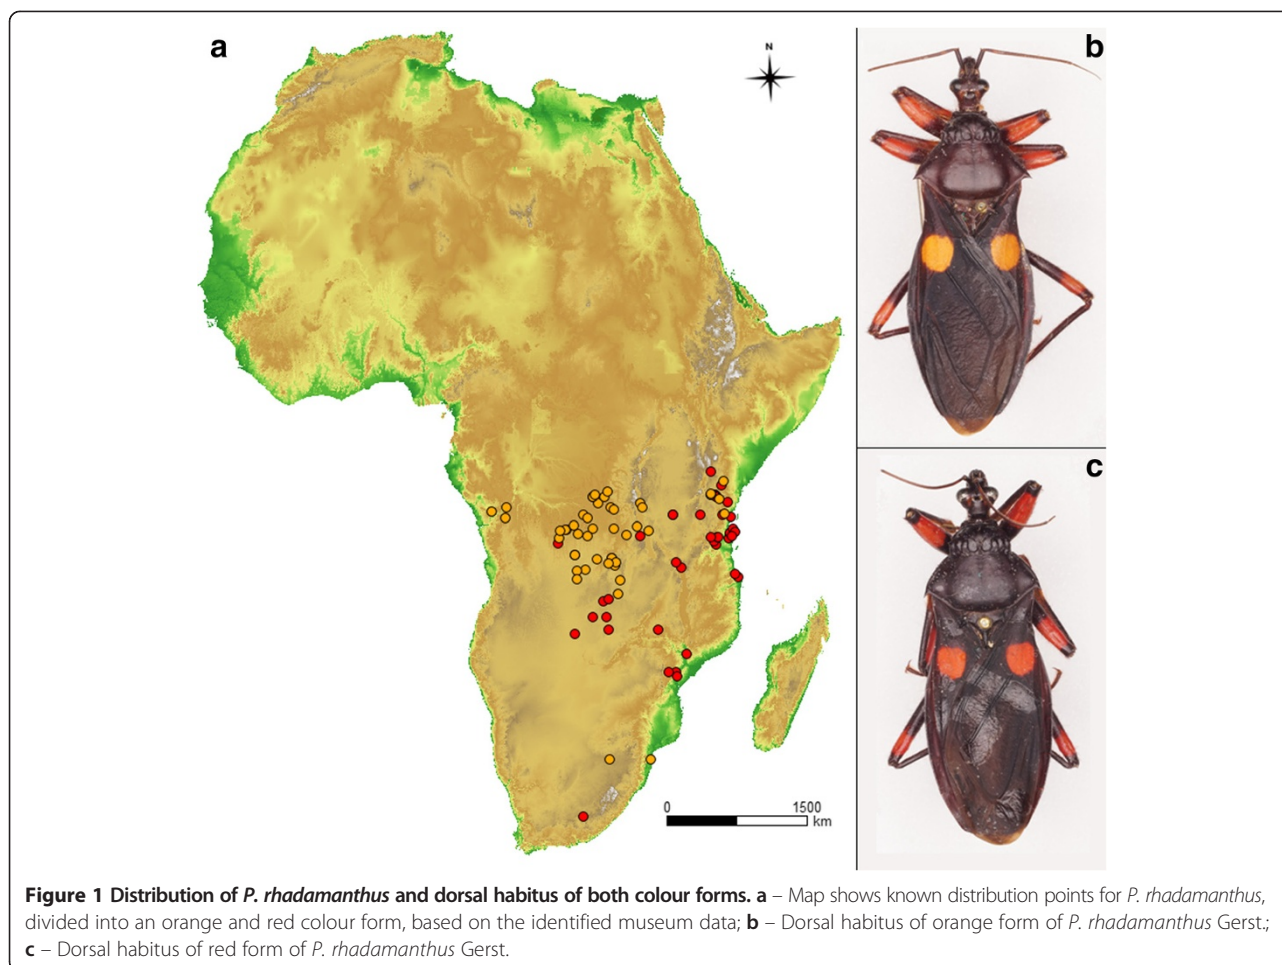 a
N
b
c
0 1500
km
Figure 1 Distribution of P. rhadamanthus and dorsal habitus of both colour forms. a – Map shows known distribution points for P. rhadamanthus,
divided into an orange and red colour form, based on the identified museum data; b – Dorsal habitus of orange form of P. rhadamanthus Gerst.;
c – Dorsal habitus of red form of P. rhadamanthus Gerst.